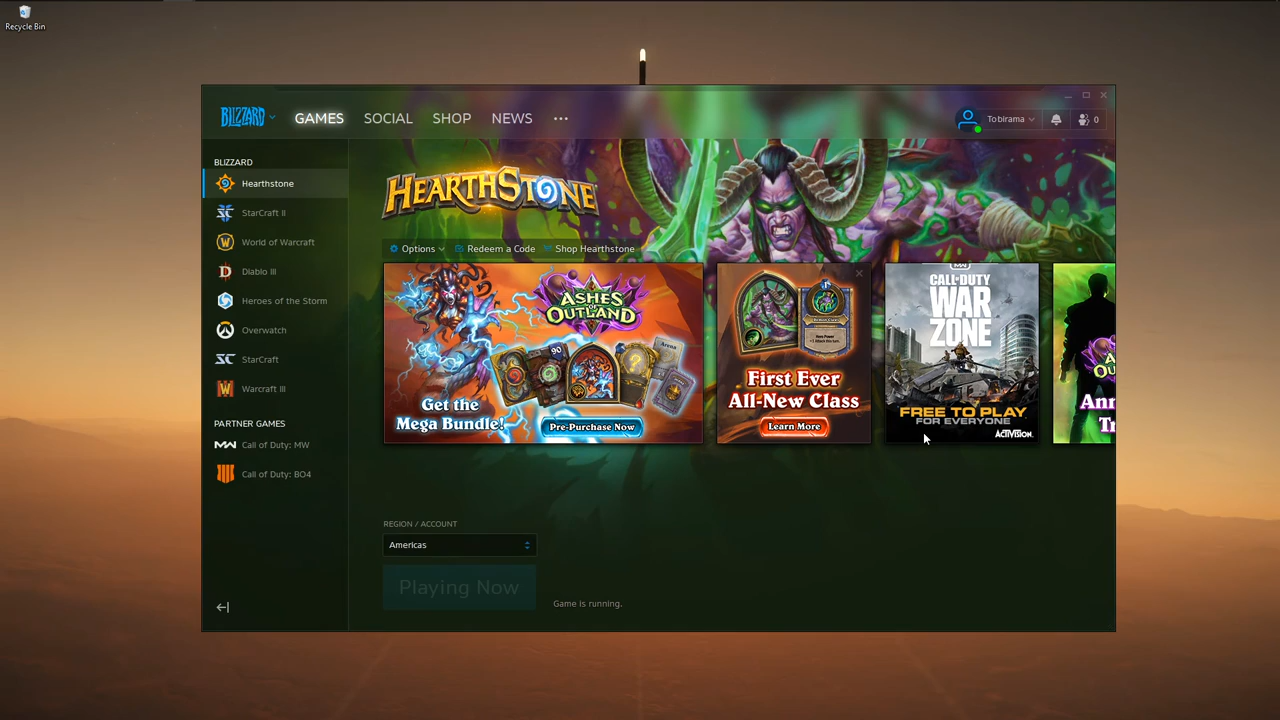 Recycle Bin
BLIZZARD
GAMES
SOCIAL
SHOP
NEWS
Tobirama
0
BLIZZARD
Hearthstone
StarCraft II
World of Warcraft
Diablo III
Heroes of the Storm
Overwatch
StarCraft
Warcraft III
PARTNER GAMES
Call of Duty: MW
Call of Duty: BO4
HEARTHSTONE
Options
Redeem a Code
Shop Hearthstone
ASHES
OF
OUTLAND
90
Arena
Get the
Mega Bundle!
Pre-Purchase Now
First Ever
All-New Class
Learn More
CALL OF DUTY
WAR
ZONE
FREE TO PLAY
FOR EVERYONE
ACTIVISION.
REGION / ACCOUNT
Americas
Playing Now
Game is running.